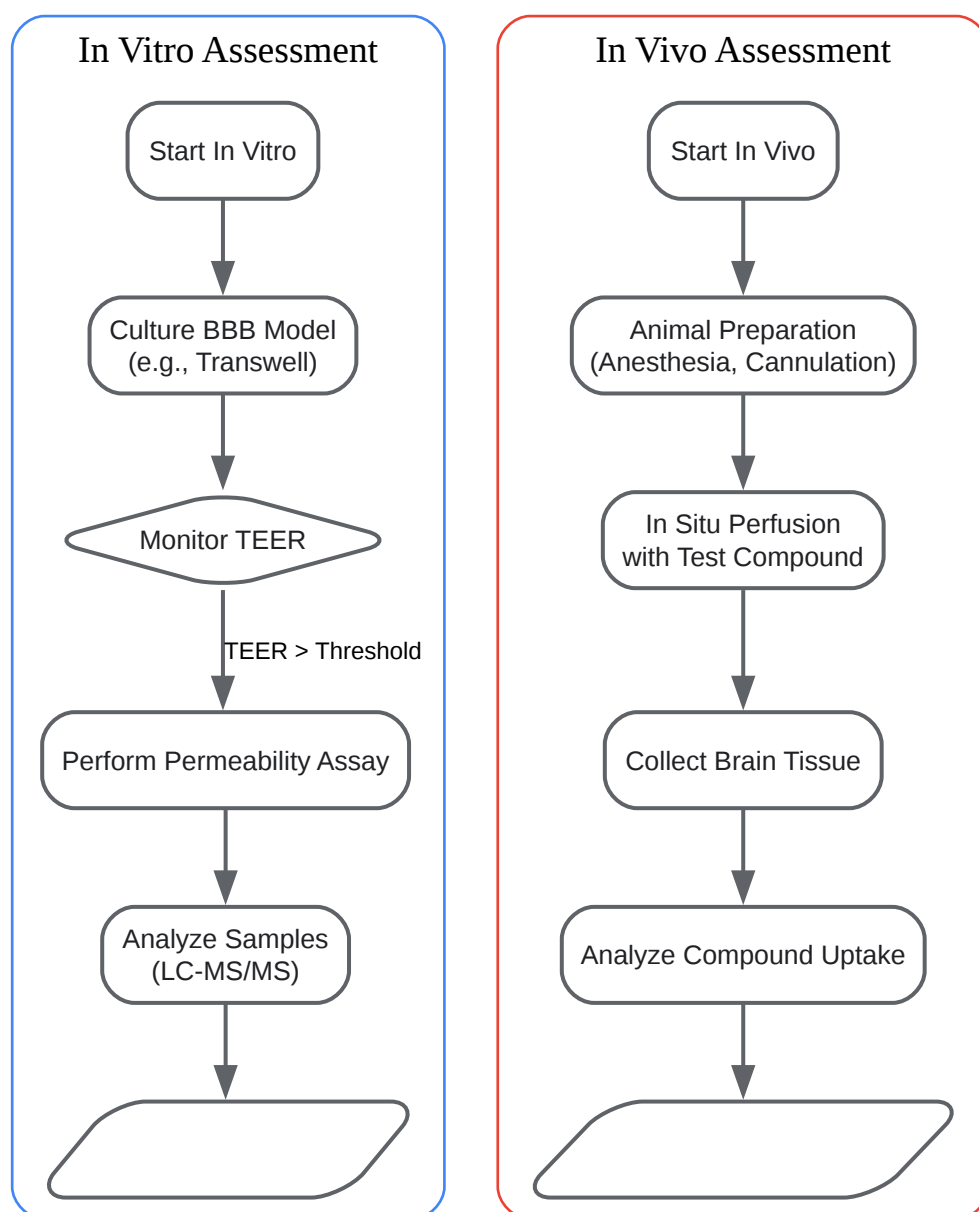 In Vitro Assessment
Start In Vitro
Culture BBB Model
(e.g., Transwell)
Monitor TEER
TEER > Threshold
Perform Permeability Assay
Analyze Samples
(LC-MS/MS)
In Vivo Assessment
Start In Vivo
Animal Preparation
(Anesthesia, Cannulation)
In Situ Perfusion
with Test Compound
Collect Brain Tissue
Analyze Compound Uptake